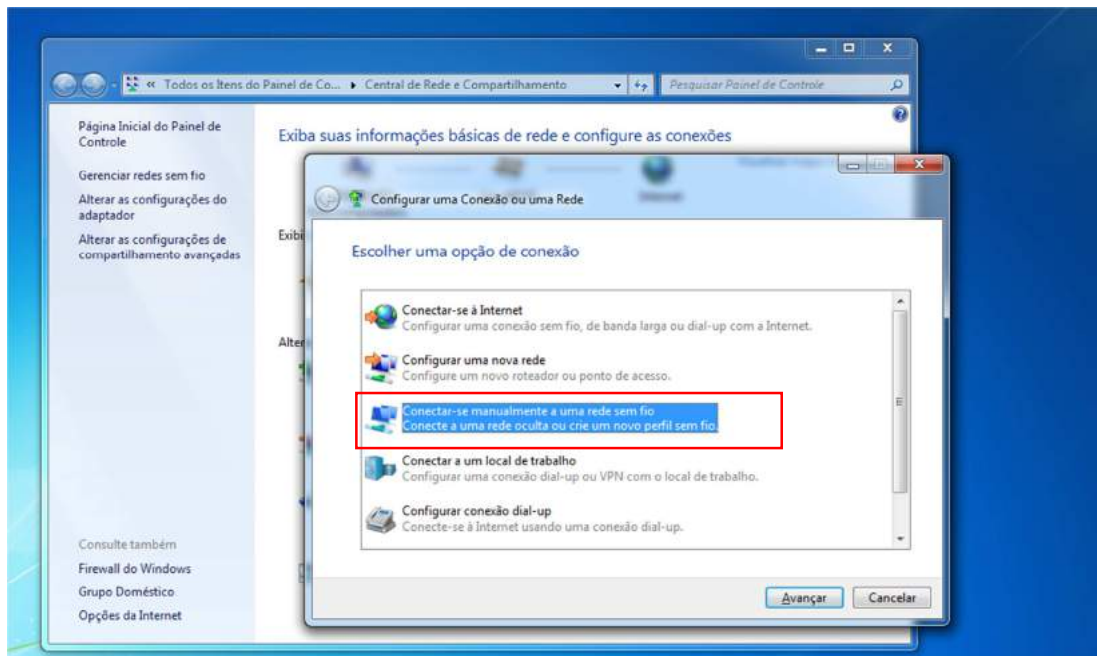 « Todos os Itens do Painel de Co... ▸ Central de Rede e Compartilhamento
Pesquisar Painel de Controle
Página Inicial do Painel de
Controle
Gerenciar redes sem fio
Alterar as configurações do
adaptador
Alterar as configurações de
compartilhamento avançadas
Exiba suas informações básicas de rede e configure as conexões
Exibi
Alter
Configurar uma Conexão ou uma Rede
Escolher uma opção de conexão
Conectar-se à Internet
Configurar uma conexão sem fio, de banda larga ou dial-up com a Internet.
Configurar uma nova rede
Configure um novo roteador ou ponto de acesso.
Conectar-se manualmente a uma rede sem fio
Conecte a uma rede oculta ou crie um novo perfil sem fio.
Conectar a um local de trabalho
Configurar uma conexão dial-up ou VPN com o local de trabalho.
Configurar conexão dial-up
Conecte-se à Internet usando uma conexão dial-up.
Consulte também
Firewall do Windows
Grupo Doméstico
Opções da Internet
Avançar
Cancelar